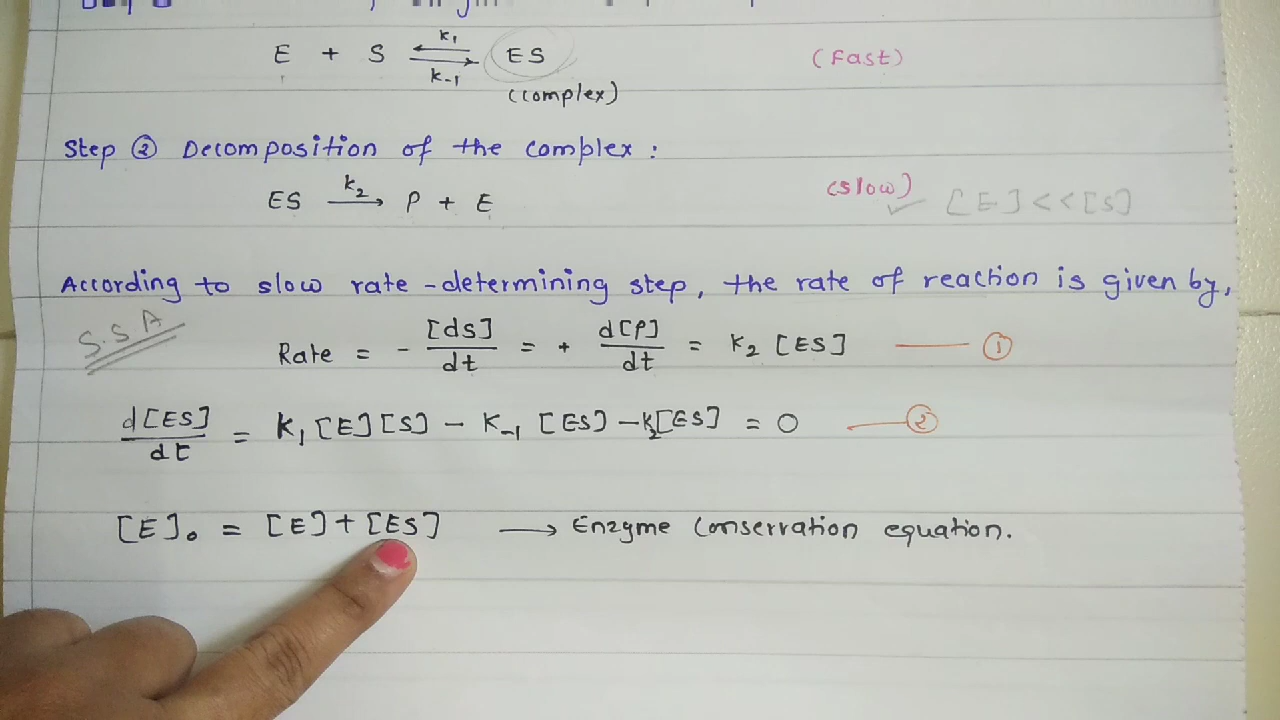 E + S ⇌ ES (Fast)
k₁
k₋₁
(complex)
Step ② Decomposition of the complex :
ES —k₂→ P + E (slow) ✓ [E]<<[S]
According to slow rate-determining step, the rate of reaction is given by,
S.S.A
Rate = - [ds]/dt = + d[P]/dt = k₂ [ES] —— ①
d[ES]/dt = k₁ [E][S] - k₋₁ [ES] - k₂[ES] = 0 —— ②
[E]₀ = [E] + [ES] → Enzyme conservation equation.